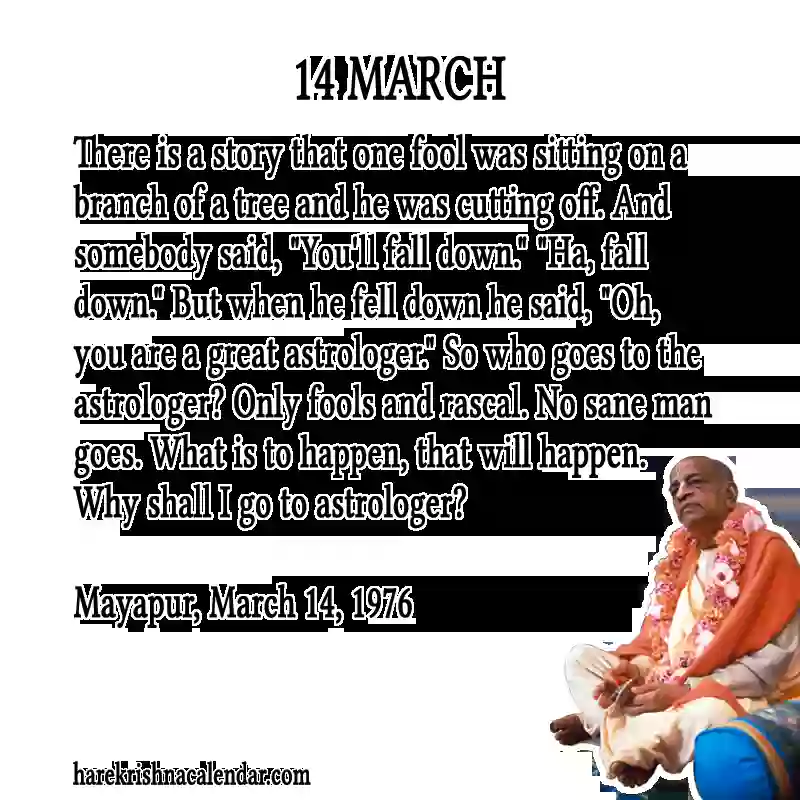 14 MARCH
There is a story that one fool was sitting on a
branch of a tree and he was cutting off. And
somebody said, "You'll fall down." "Ha, fall
down." But when he fell down he said, "Oh,
you are a great astrologer." So who goes to the
astrologer? Only fools and rascal. No sane man
goes. What is to happen, that will happen.
Why shall I go to astrologer?
Mayapur, March 14, 1976
harekrishnacalendar.com